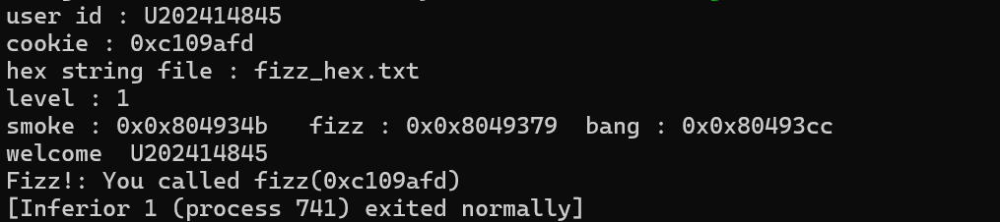 user id : U202414845
cookie : 0xc109afd
hex string file : fizz_hex.txt
level : 1
smoke : 0x0x804934b   fizz : 0x0x8049379  bang : 0x0x80493cc
welcome  U202414845
Fizz!: You called fizz(0xc109afd)
[Inferior 1 (process 741) exited normally]